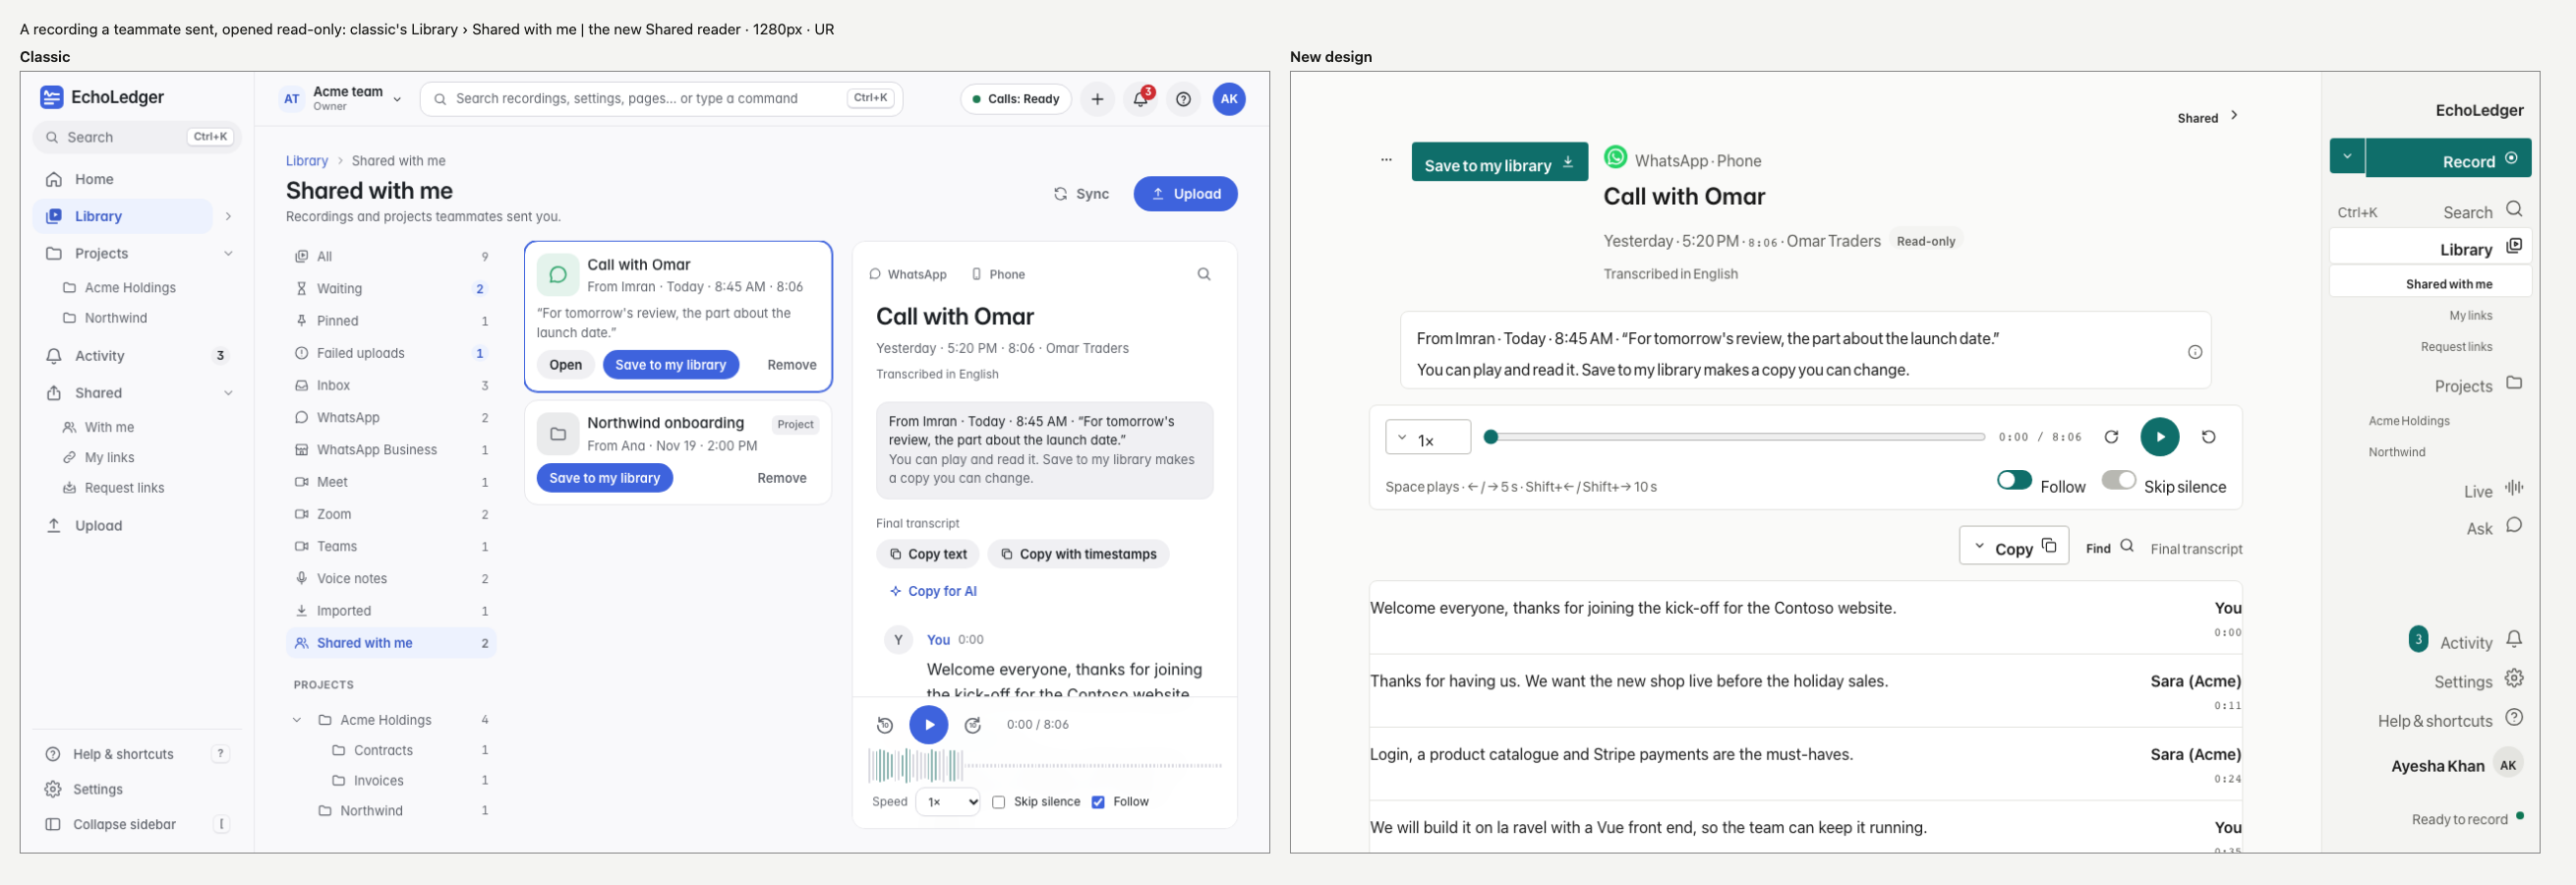 A recording a teammate sent, opened read-only: classic's Library › Shared with me | the new Shared reader · 1280px · UR
Classic
EchoLedger
Search Ctrl+K
Home
Library
Projects
Acme Holdings
Northwind
Activity 3
Shared
With me
My links
Request links
Upload
Help & shortcuts ?
Settings
Collapse sidebar [
AT Acme team
Owner
Search recordings, settings, pages... or type a command Ctrl+K
Calls: Ready
3
AK
Library › Shared with me
Shared with me
Recordings and projects teammates sent you.
Sync
Upload
All 9
Waiting 2
Pinned 1
Failed uploads 1
Inbox 3
WhatsApp 2
WhatsApp Business 1
Meet 1
Zoom 2
Teams 1
Voice notes 2
Imported 1
Shared with me 2
PROJECTS
Acme Holdings 4
Contracts 1
Invoices 1
Northwind 1
Call with Omar
From Imran · Today · 8:45 AM · 8:06
“For tomorrow's review, the part about the
launch date.”
Open Save to my library Remove
Northwind onboarding Project
From Ana · Nov 19 · 2:00 PM
Save to my library Remove
WhatsApp Phone
Call with Omar
Yesterday · 5:20 PM · 8:06 · Omar Traders
Transcribed in English
From Imran · Today · 8:45 AM · “For tomorrow's
review, the part about the launch date.”
You can play and read it. Save to my library makes
a copy you can change.
Final transcript
Copy text Copy with timestamps
Copy for AI
Y You 0:00
Welcome everyone, thanks for joining
the kick-off for the Contoso website.
10 10 0:00 / 8:06
Speed 1× Skip silence Follow
New design
Shared
... Save to my library
WhatsApp · Phone
Call with Omar
Yesterday · 5:20 PM · 8:06 · Omar Traders Read-only
Transcribed in English
From Imran · Today · 8:45 AM · “For tomorrow's review, the part about the launch date.”
You can play and read it. Save to my library makes a copy you can change.
1× 0:00 / 8:06
Space plays · ←/→ 5 s · Shift+←/Shift+→ 10 s Follow Skip silence
Copy Find Final transcript
Welcome everyone, thanks for joining the kick-off for the Contoso website. You
0:00
Thanks for having us. We want the new shop live before the holiday sales. Sara (Acme)
0:11
Login, a product catalogue and Stripe payments are the must-haves. Sara (Acme)
0:24
We will build it on la ravel with a Vue front end, so the team can keep it running. You
0:35
EchoLedger
Record
Ctrl+K Search
Library
Shared with me
My links
Request links
Projects
Acme Holdings
Northwind
Live
Ask
3 Activity
Settings
Help & shortcuts
Ayesha Khan AK
Ready to record